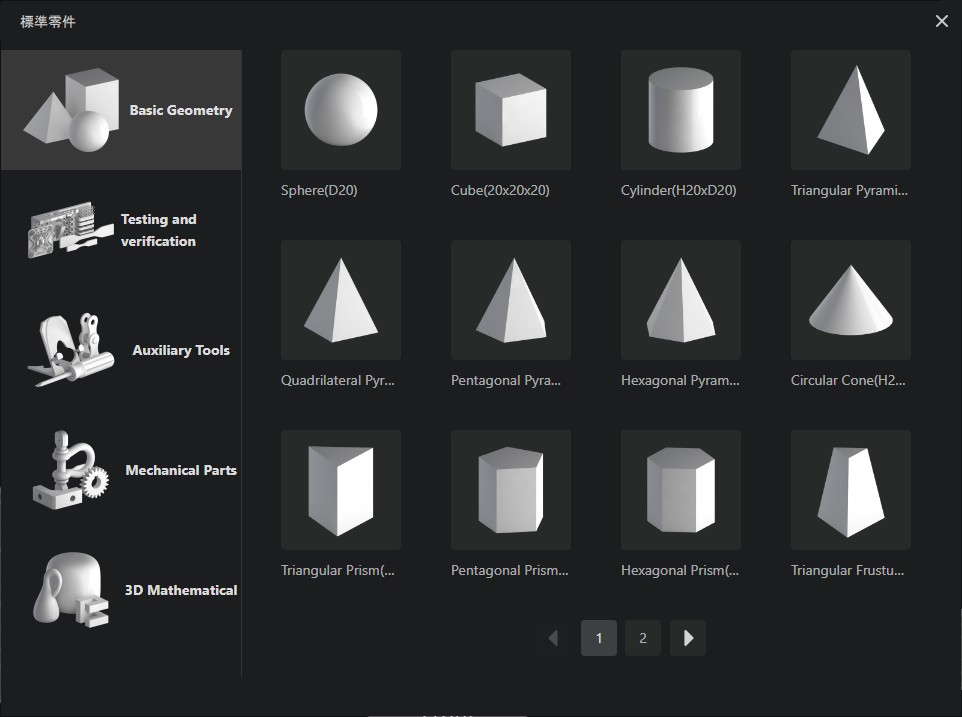 標準零件
Basic Geometry
Testing and
verification
Auxiliary Tools
Mechanical Parts
3D Mathematical
Sphere(D20)
Cube(20x20x20)
Cylinder(H20xD20)
Triangular Pyrami...
Quadrilateral Pyr...
Pentagonal Pyra...
Hexagonal Pyram...
Circular Cone(H2...
Triangular Prism(...
Pentagonal Prism...
Hexagonal Prism(...
Triangular Frustu...
1
2